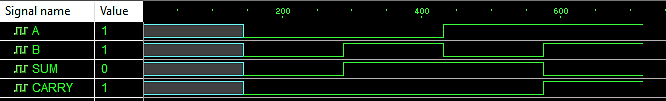 Signal name Value 200 400 600
A 1
B 1
SUM 0
CARRY 1